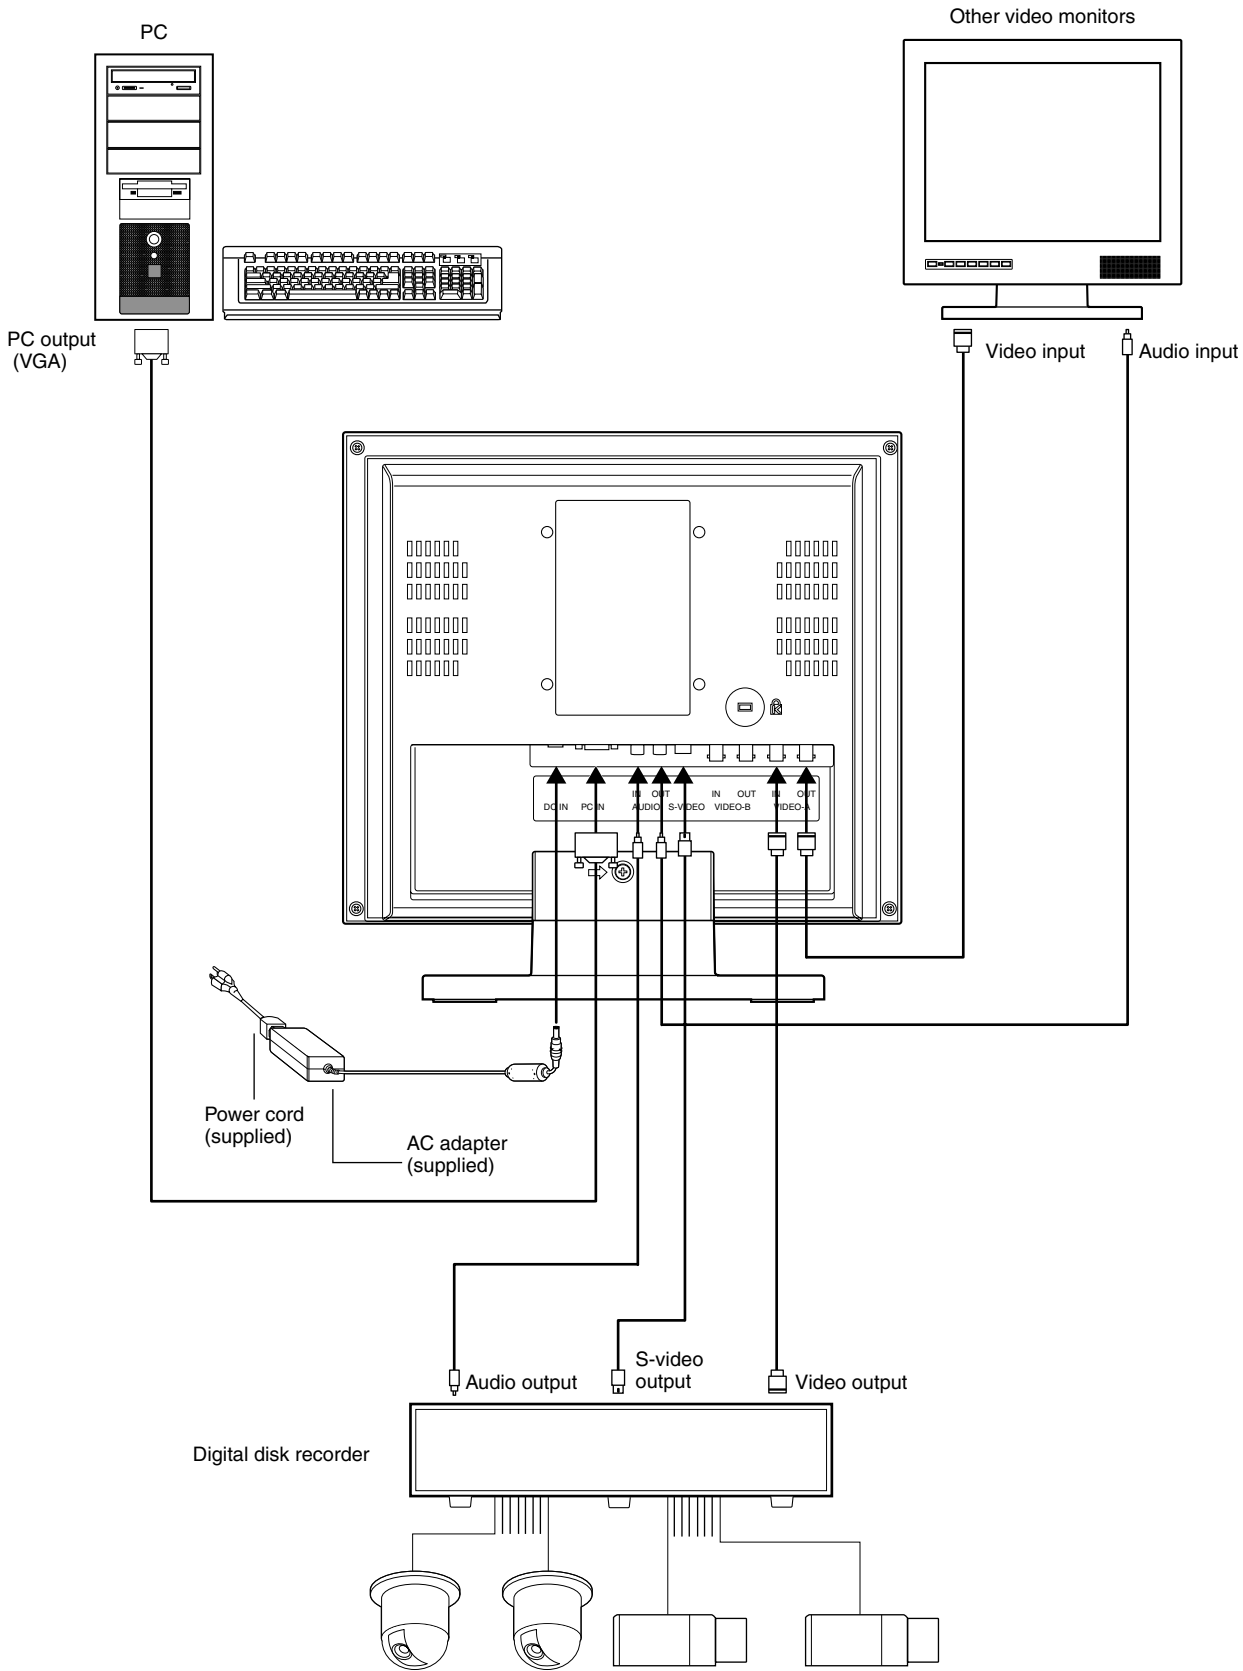 Other video monitors
PC
PC output
(VGA)
Video input
Audio input
IN OUT IN OUT IN OUT
DC IN PC IN AUDIO S-VIDEO VIDEO-B VIDEO-A
Power cord
(supplied)
AC adapter
(supplied)
S-video
output
Audio output
Video output
Digital disk recorder